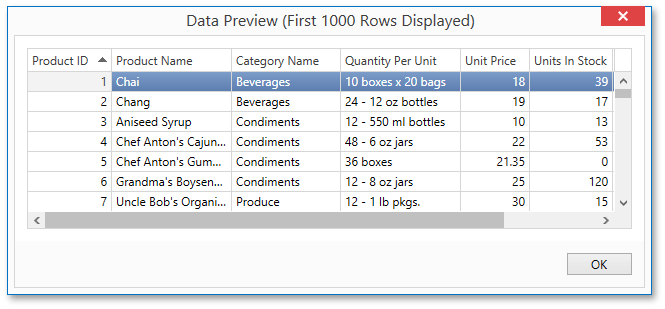 Data Preview (First 1000 Rows Displayed)
Product ID Product Name Category Name Quantity Per Unit Unit Price Units In Stock
1 Chai Beverages 10 boxes x 20 bags 18 39
2 Chang Beverages 24 - 12 oz bottles 19 17
3 Aniseed Syrup Condiments 12 - 550 ml bottles 10 13
4 Chef Anton's Cajun... Condiments 48 - 6 oz jars 22 53
5 Chef Anton's Gum... Condiments 36 boxes 21.35 0
6 Grandma's Boysen... Condiments 12 - 8 oz jars 25 120
7 Uncle Bob's Organi... Produce 12 - 1 lb pkgs. 30 15
OK